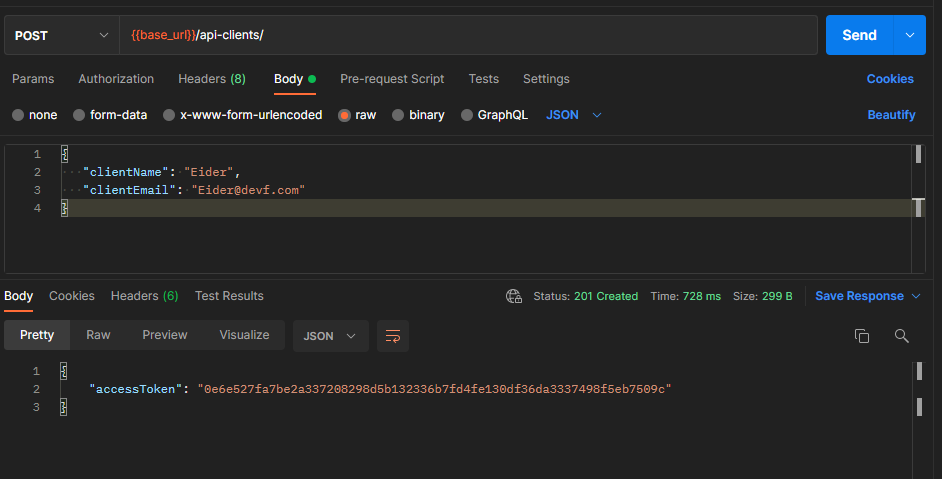 POST {{base_url}}/api-clients/ Send
Params Authorization Headers (8) Body Pre-request Script Tests Settings Cookies
none form-data x-www-form-urlencoded raw binary GraphQL JSON Beautify
1 {
2 "clientName": "Eider",
3 "clientEmail": "Eider@devf.com"
4 }
Body Cookies Headers (6) Test Results Status: 201 Created Time: 728 ms Size: 299 B Save Response
Pretty Raw Preview Visualize JSON
1 {
2 "accessToken": "0e6e527fa7be2a337208298d5b132336b7fd4fe130df36da3337498f5eb7509c"
3 }